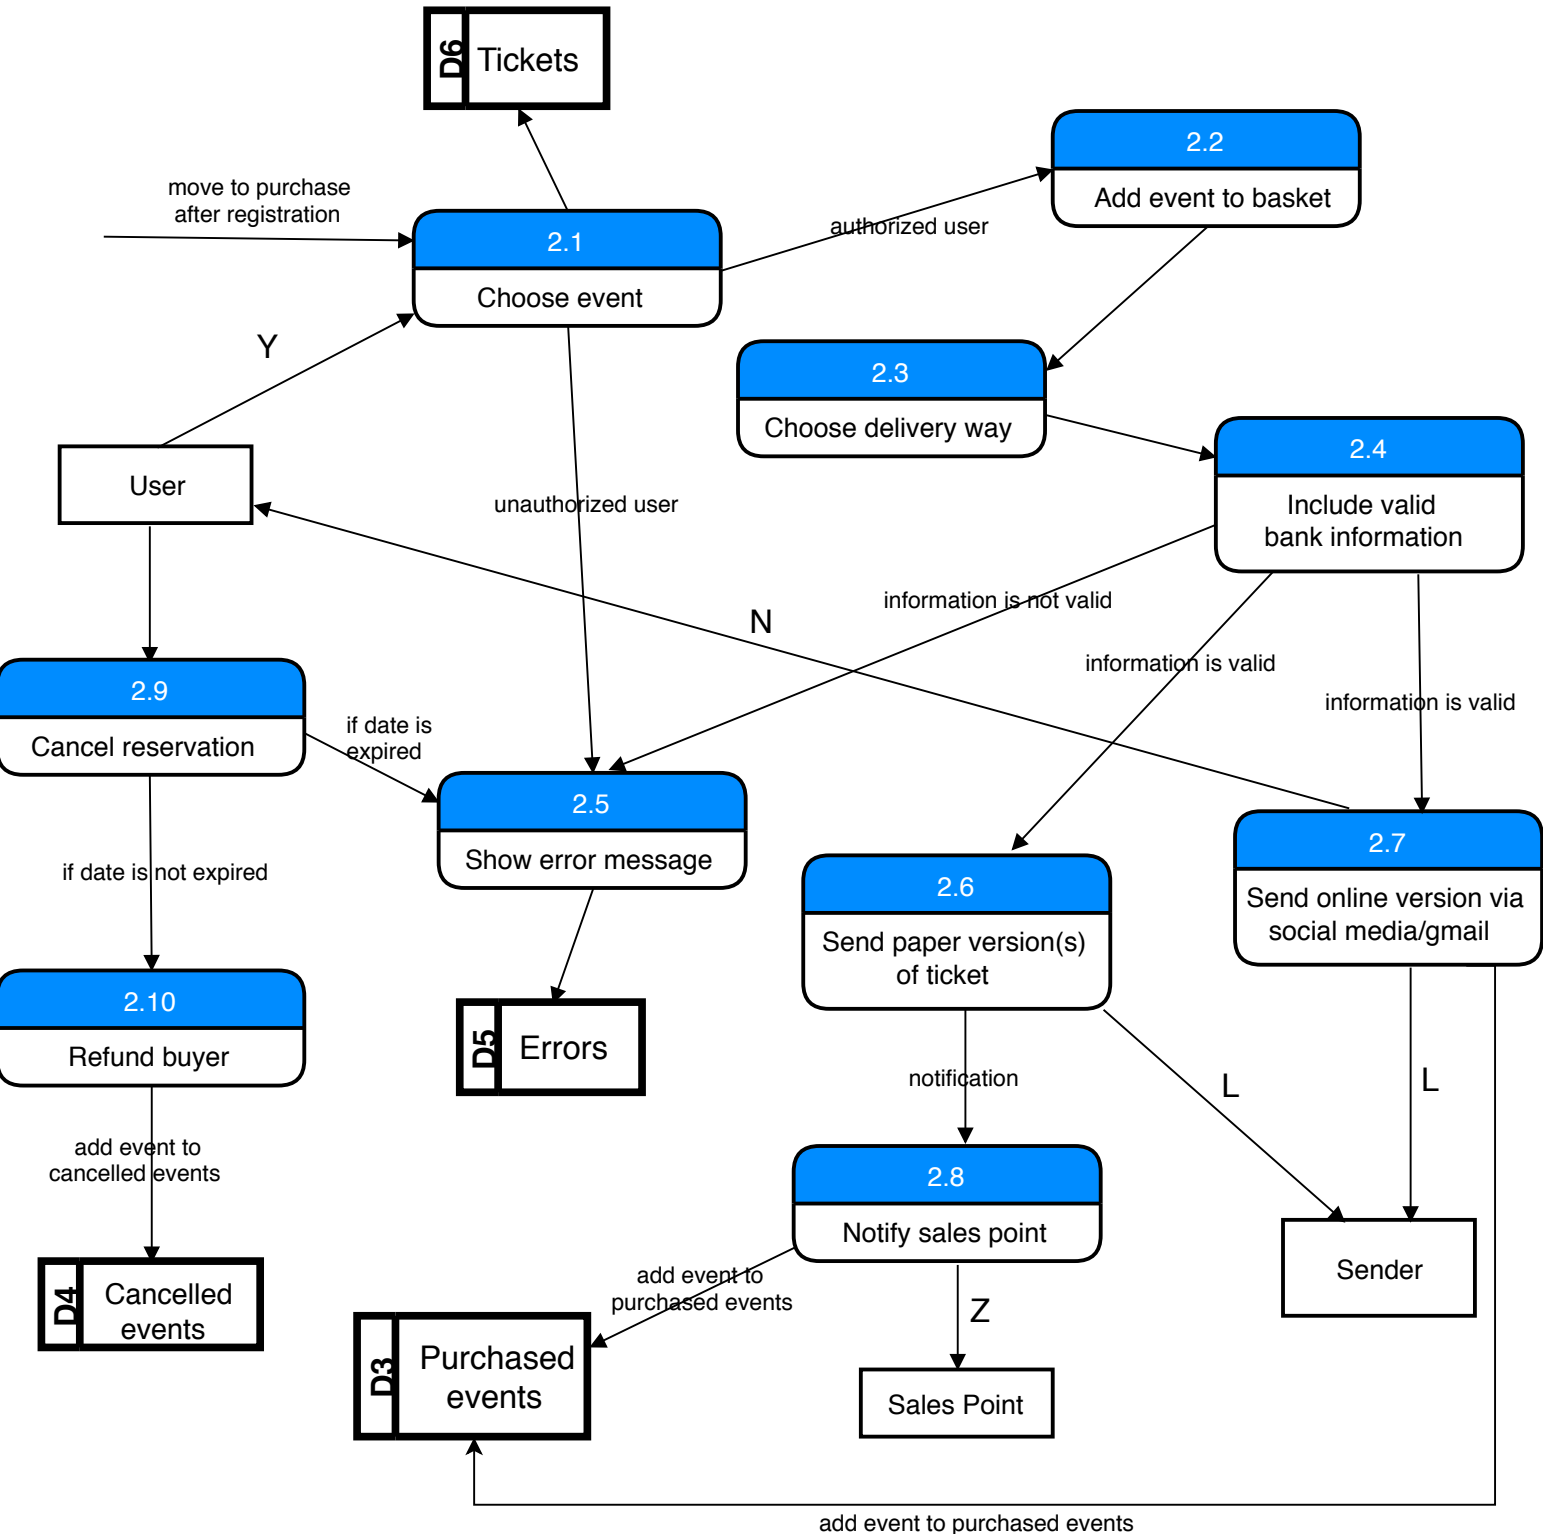 D6
Tickets
2.2
Add event to basket
move to purchase
after registration
authorized user
2.1
Choose event
Y
2.3
Choose delivery way
2.4
Include valid
bank information
User
unauthorized user
information is not valid
N
information is valid
information is valid
2.9
Cancel reservation
if date is
expired
2.5
Show error message
2.7
Send online version via
social media/gmail
if date is not expired
2.6
Send paper version(s)
of ticket
2.10
Refund buyer
D5
Errors
notification
L
L
add event to
cancelled events
2.8
Notify sales point
Sender
add event to
purchased events
D4
Cancelled
events
Z
D3
Purchased
events
Sales Point
add event to purchased events